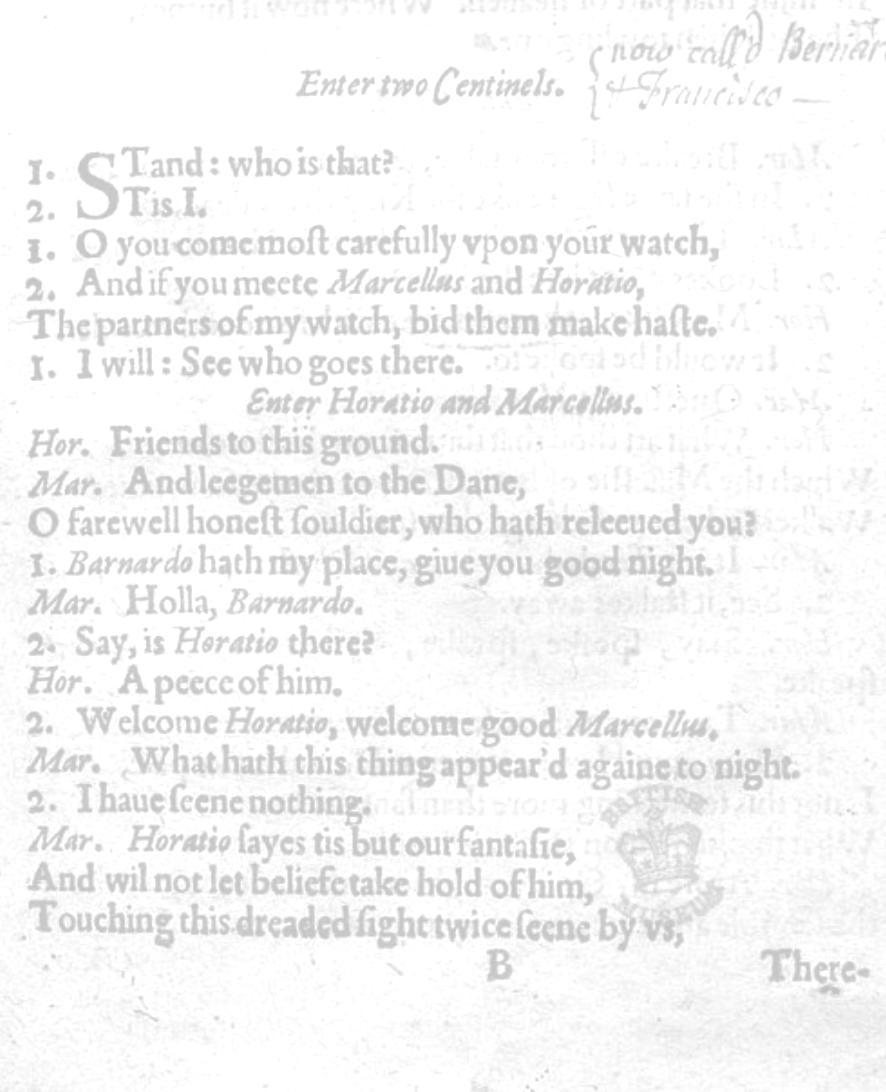 Enter two Centinels.
now call'd Bernar
& Francisco —
1. STand : who is that?
2. Tis I.
1. O you come moſt carefully vpon your watch,
2. And if you meete Marcellus and Horatio,
The partners of my watch, bid them make haſte.
1. I will : See who goes there.
Enter Horatio and Marcellus.
Hor. Friends to this ground.
Mar. And leegemen to the Dane,
O farewell honeſt ſouldier, who hath releeued you?
1. Barnardo hath my place, giue you good night.
Mar. Holla, Barnardo.
2. Say, is Horatio there?
Hor. A peece of him.
2. Welcome Horatio, welcome good Marcellus.
Mar. What hath this thing appear'd againe to night.
2. I haue ſeene nothing.
Mar. Horatio ſayes tis but our fantaſie,
And wil not let beliefe take hold of him,
Touching this dreaded ſight twice ſeene by vs,
B There-
BRITISH
MUSEUM